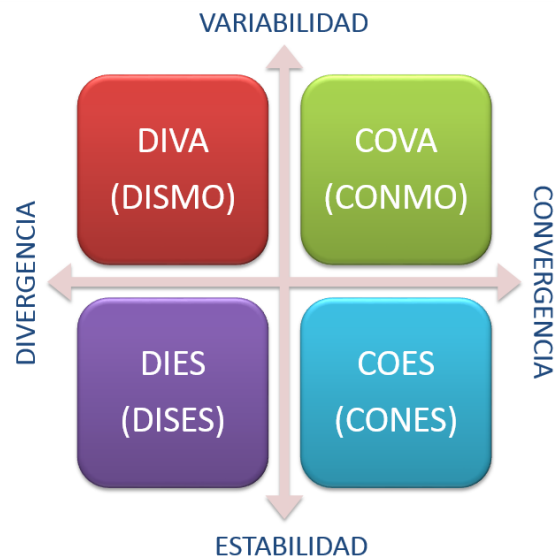 VARIABILIDAD
DIVA
(DISMO)
COVA
(CONMO)
DIVERGENCIA
CONVERGENCIA
DIES
(DISES)
COES
(CONES)
ESTABILIDAD